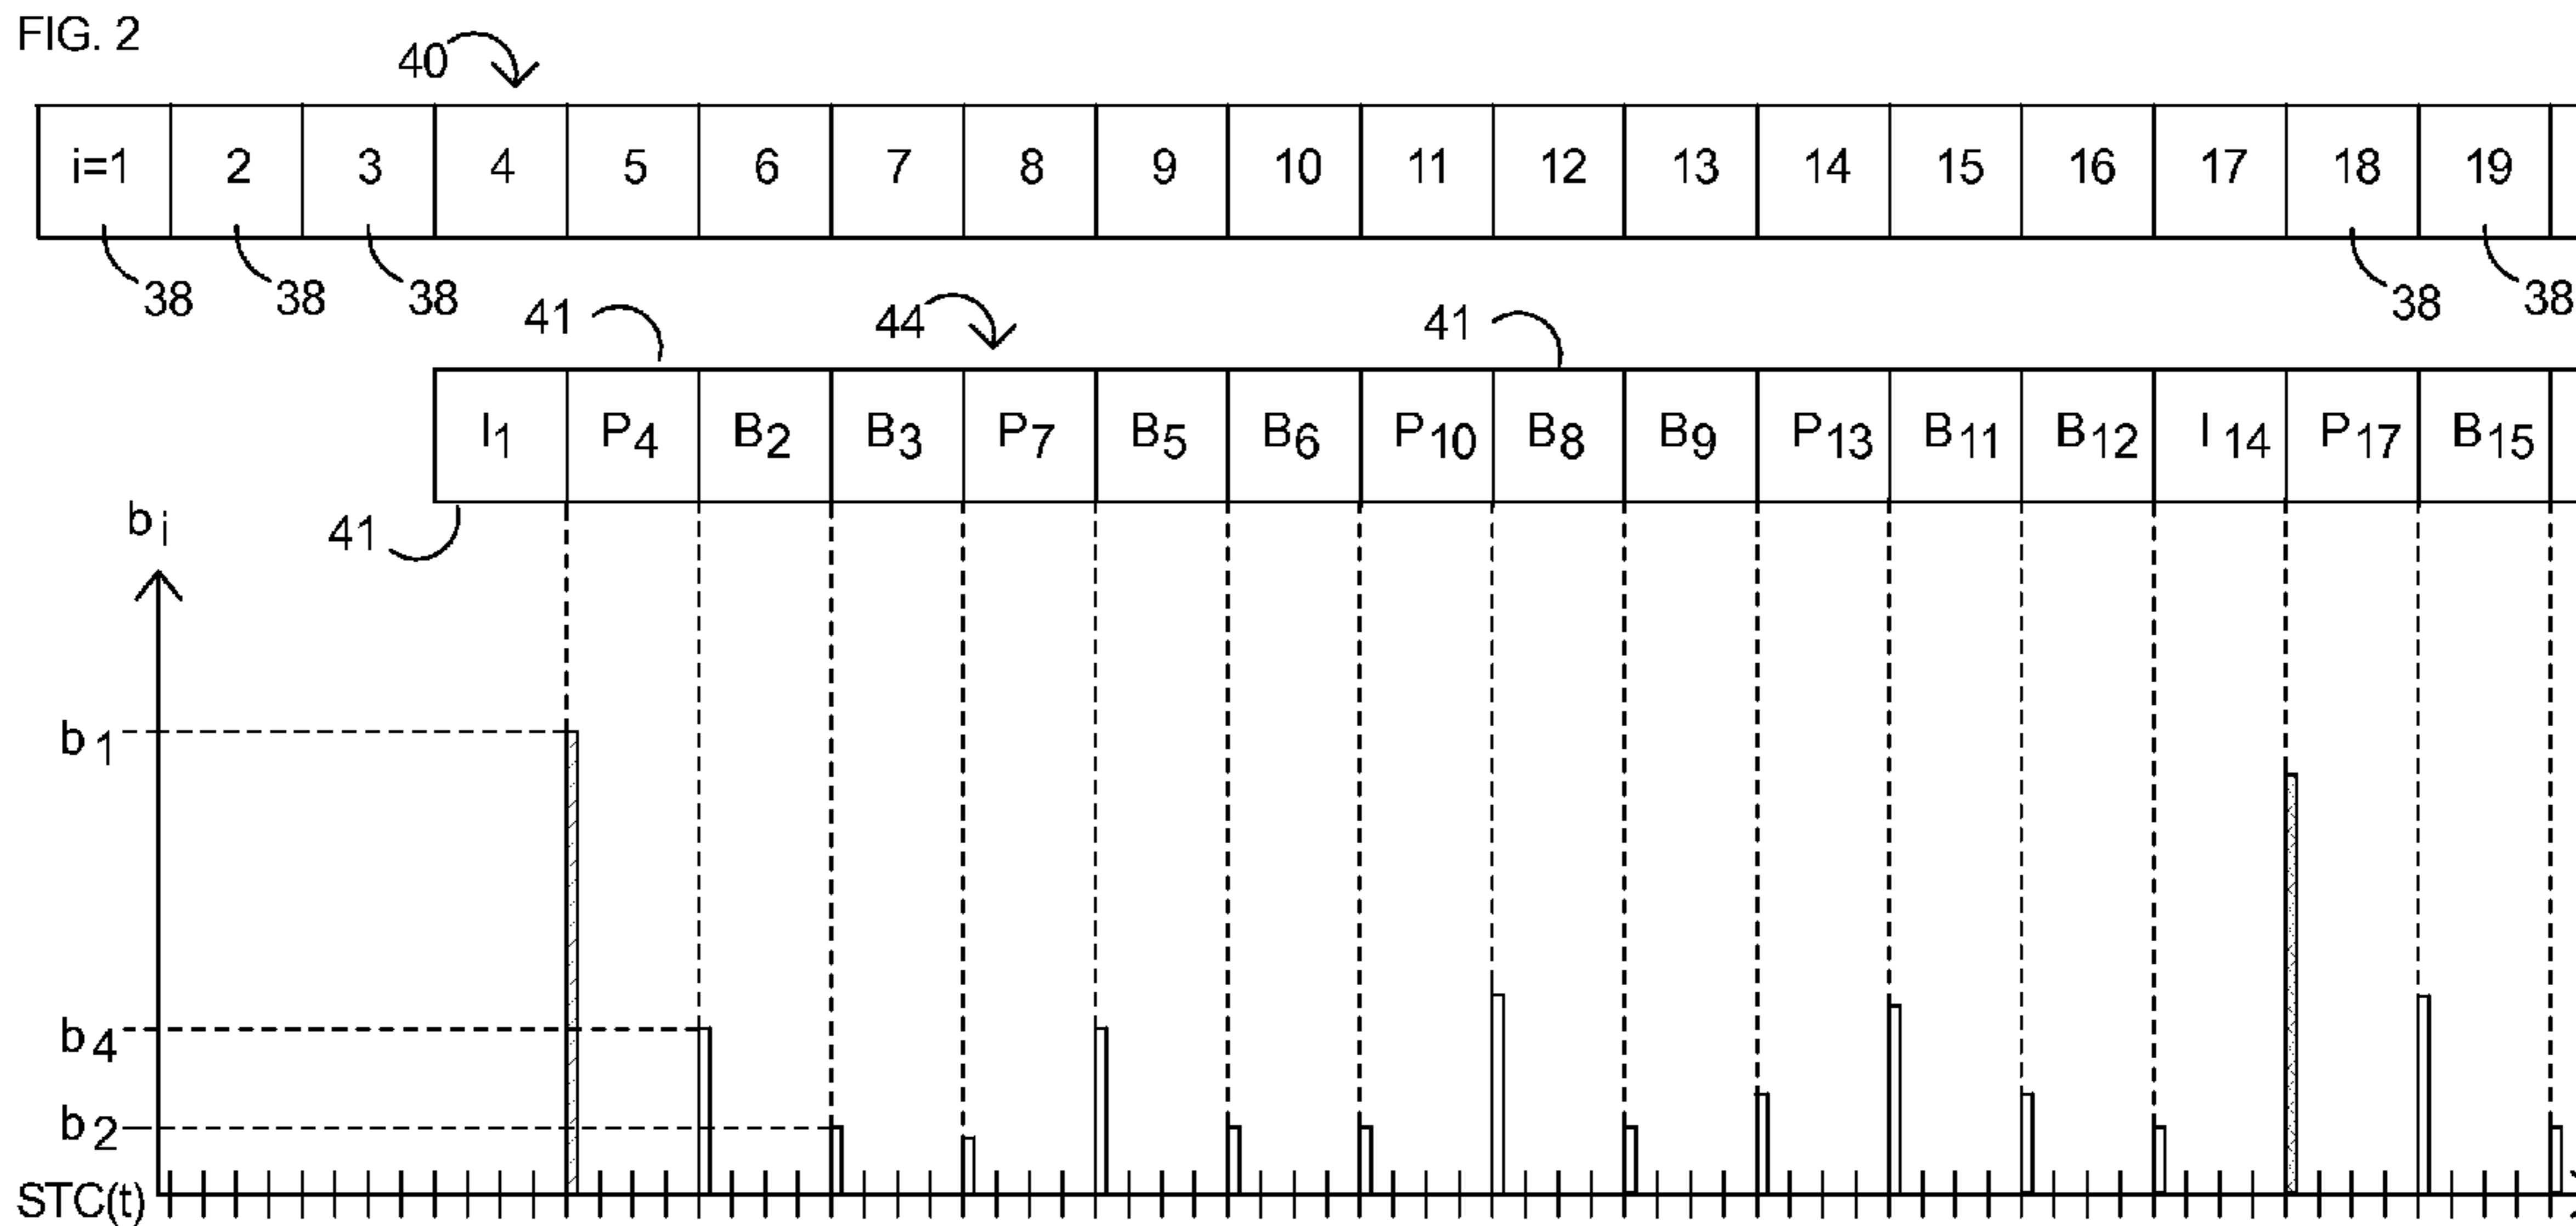 FIG. 2
40
i=1 2 3 4 5 6 7 8 9 10 11 12 13 14 15 16 17 18 19
38 38 38 38 38
41 44 41
I1 P4 B2 B3 P7 B5 B6 P10 B8 B9 P13 B11 B12 I14 P17 B15
bi
41
b1
b4
b2
STC(t)